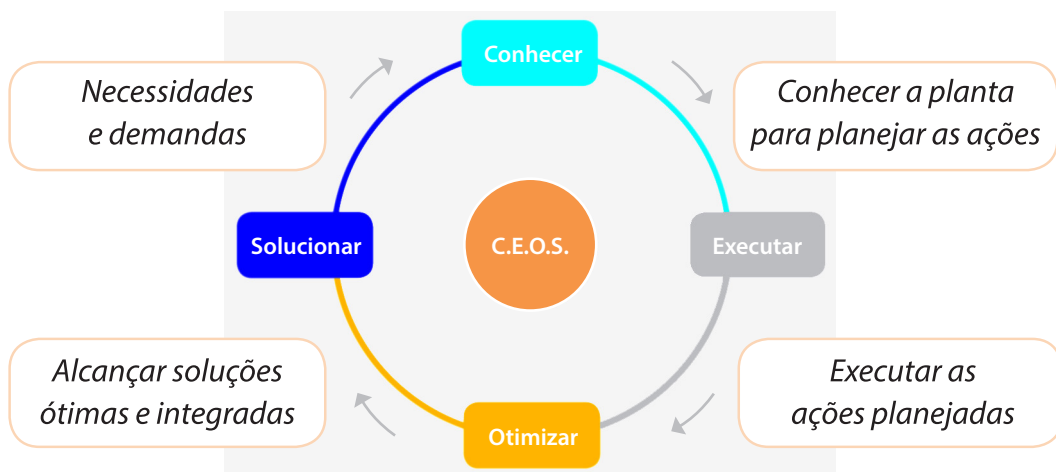 Conhecer
Necessidades
e demandas
Conhecer a planta
para planejar as ações
Solucionar
C.E.O.S.
Executar
Alcançar soluções
ótimas e integradas
Executar as
ações planejadas
Otimizar